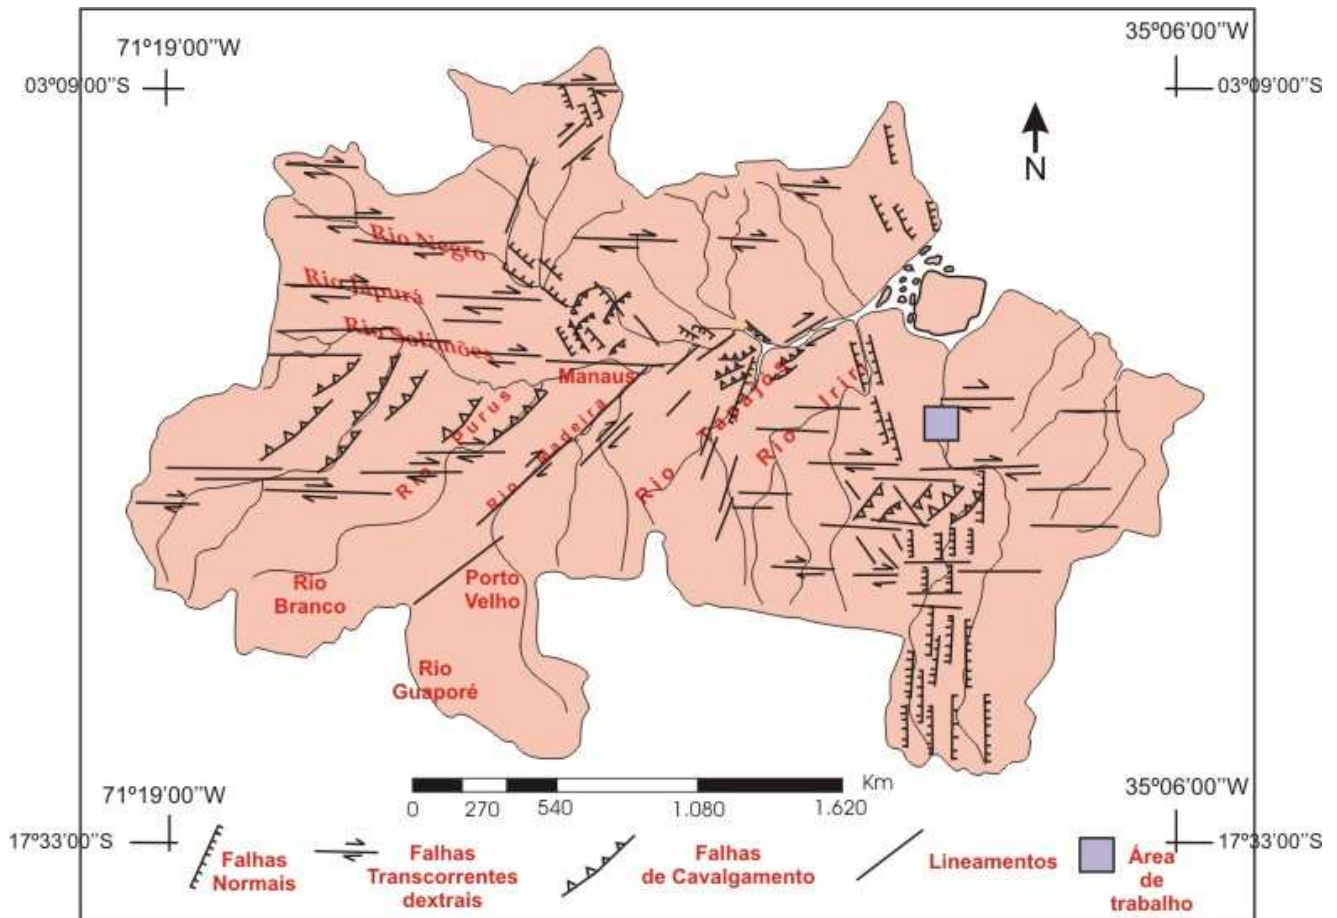 71º19'00''W
35º06'00''W
03º09'00''S
03º09'00''S
N
Rio Negro
Rio Japurá
Rio Solimões
Manaus
Rio Purus
Rio Madeira
Rio Tapajós
Rio Iriri
Rio
Branco
Porto
Velho
Rio
Guaporé
Km
0 270 540 1.080 1.620
71º19'00''W
35º06'00''W
17º33'00''S
17º33'00''S
Falhas
Normais
Falhas
Transcorrentes
dextrais
Falhas
de Cavalgamento
Lineamentos
Área
de
trabalho